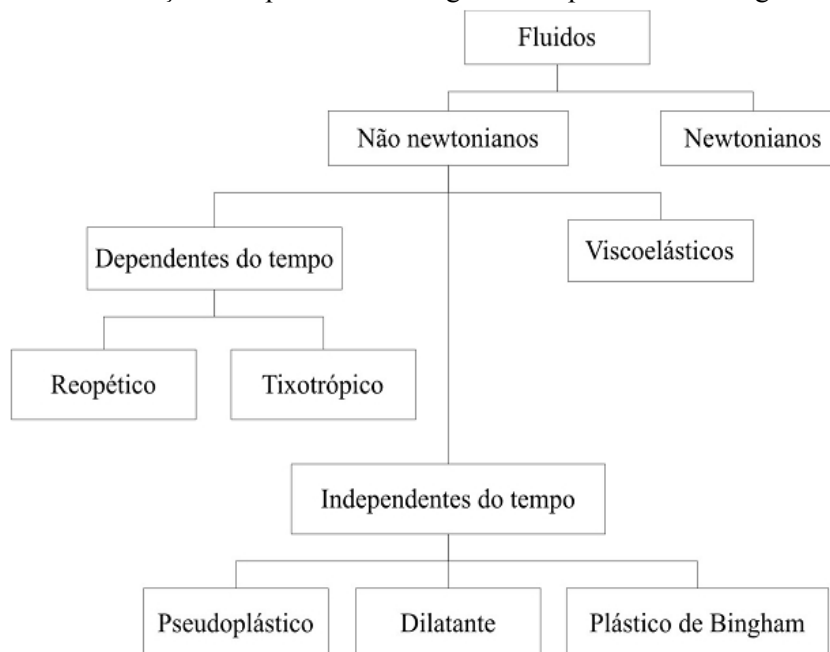 Fluidos
Não newtonianos
Newtonianos
Dependentes do tempo
Viscoelásticos
Reopético
Tixotrópico
Independentes do tempo
Pseudoplástico
Dilatante
Plástico de Bingham